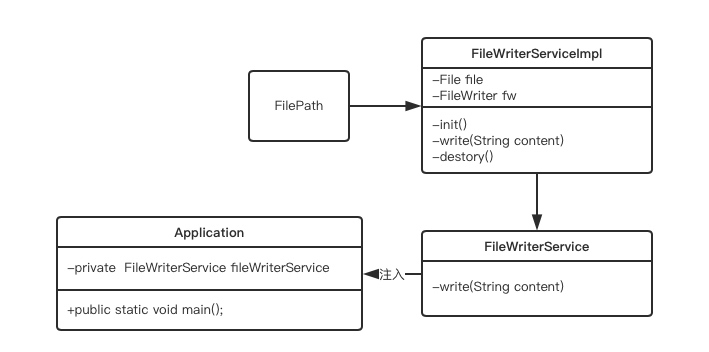 FileWriterServiceImpl
–File file
–FileWriter fw
–init()
–write(String content)
–destory()
FilePath
Application
–private  FileWriterService fileWriterService
+public static void main();
注入
FileWriterService
–write(String content)